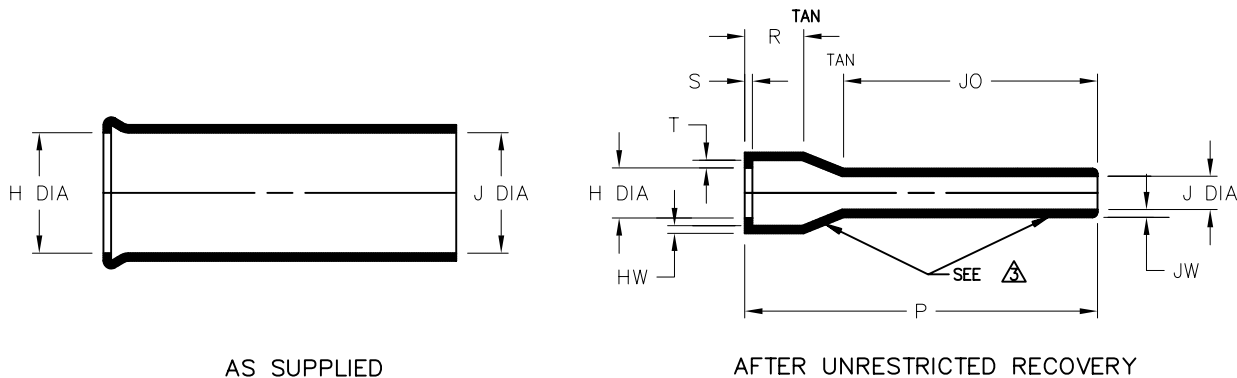 TAN
R
TAN
S
JO
T
H DIA
J DIA
H DIA
J DIA
HW
SEE 3
JW
P
AS SUPPLIED
AFTER UNRESTRICTED RECOVERY